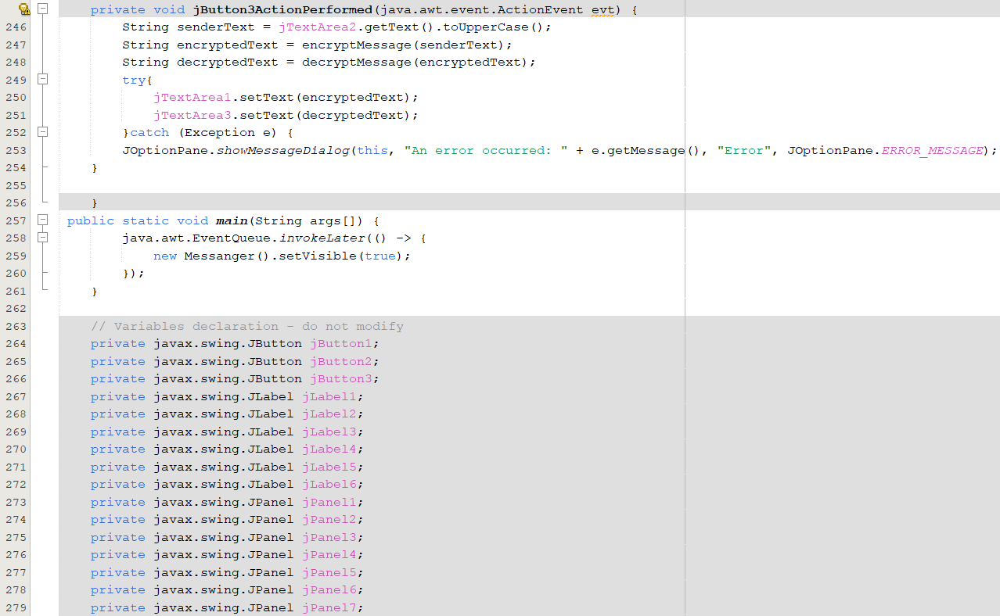 private void jButton3ActionPerformed(java.awt.event.ActionEvent evt) {
246         String senderText = jTextArea2.getText().toUpperCase();
247         String encryptedText = encryptMessage(senderText);
248         String decryptedText = decryptMessage(encryptedText);
249         try{
250             jTextArea1.setText(encryptedText);
251             jTextArea3.setText(decryptedText);
252         }catch (Exception e) {
253         JOptionPane.showMessageDialog(this, "An error occurred: " + e.getMessage(), "Error", JOptionPane.ERROR_MESSAGE);
254     }
255
256     }
257 public static void main(String args[]) {
258         java.awt.EventQueue.invokeLater(() -> {
259             new Messanger().setVisible(true);
260         });
261     }
262
263     // Variables declaration - do not modify
264     private javax.swing.JButton jButton1;
265     private javax.swing.JButton jButton2;
266     private javax.swing.JButton jButton3;
267     private javax.swing.JLabel jLabel1;
268     private javax.swing.JLabel jLabel2;
269     private javax.swing.JLabel jLabel3;
270     private javax.swing.JLabel jLabel4;
271     private javax.swing.JLabel jLabel5;
272     private javax.swing.JLabel jLabel6;
273     private javax.swing.JPanel jPanel1;
274     private javax.swing.JPanel jPanel2;
275     private javax.swing.JPanel jPanel3;
276     private javax.swing.JPanel jPanel4;
277     private javax.swing.JPanel jPanel5;
278     private javax.swing.JPanel jPanel6;
279     private javax.swing.JPanel jPanel7;